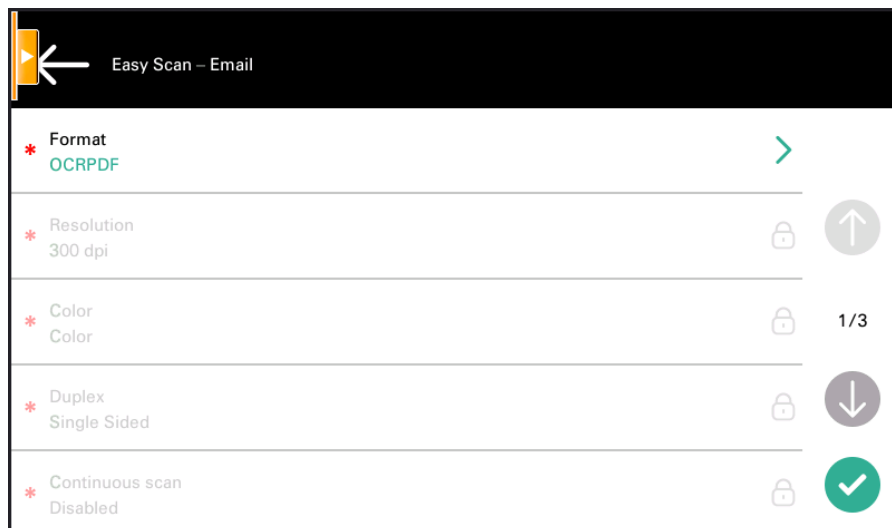 Easy Scan – Email
* Format
OCRPDF
* Resolution
300 dpi
* Color
Color
1/3
* Duplex
Single Sided
* Continuous scan
Disabled